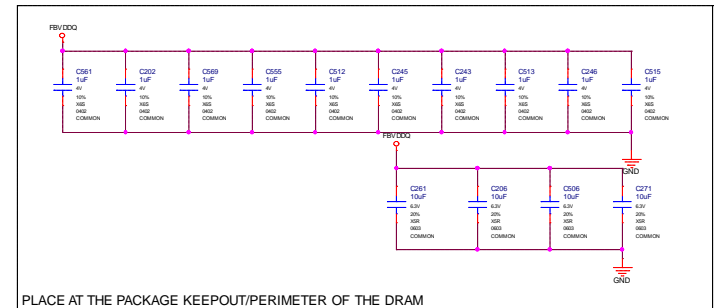 FBVDDQ
C561 C202 C569 C555 C512 C245 C243 C513 C246 C515
1uF 1uF 1uF 1uF 1uF 1uF 1uF 1uF 1uF 1uF
4V 4V 4V 4V 4V 4V 4V 4V 4V 4V
10% 10% 10% 10% 10% 10% 10% 10% 10% 10%
X6S X6S X6S X6S X6S X6S X6S X6S X6S X6S
0402 0402 0402 0402 0402 0402 0402 0402 0402 0402
COMMON COMMON COMMON COMMON COMMON COMMON COMMON COMMON COMMON COMMON
FBVDDQ
GND
C261 C206 C506 C271
10uF 10uF 10uF 10uF
6.3V 6.3V 6.3V 6.3V
20% 20% 20% 20%
X5R X5R X5R X5R
0603 0603 0603 0603
COMMON COMMON COMMON COMMON
GND
PLACE AT THE PACKAGE KEEPOUT/PERIMETER OF THE DRAM